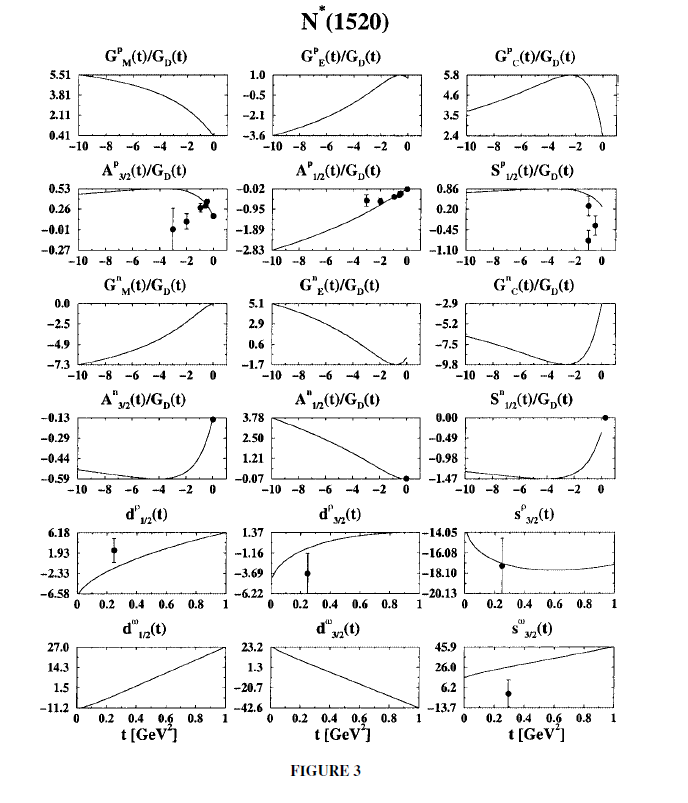 N*(1520)
G^p_M(t)/G_D(t) G^p_E(t)/G_D(t) G^p_C(t)/G_D(t)
5.51 1.0 5.8
3.81 −0.5 4.6
2.11 −2.1 3.5
0.41 −3.6 2.4
−10 −8 −6 −4 −2 0 −10 −8 −6 −4 −2 0 −10 −8 −6 −4 −2 0
A^p_3/2(t)/G_D(t) A^p_1/2(t)/G_D(t) S^p_1/2(t)/G_D(t)
0.53 −0.02 0.86
0.26 −0.95 0.20
−0.01 −1.89 −0.45
−0.27 −2.83 −1.10
−10 −8 −6 −4 −2 0 −10 −8 −6 −4 −2 0 −10 −8 −6 −4 −2 0
G^n_M(t)/G_D(t) G^n_E(t)/G_D(t) G^n_C(t)/G_D(t)
0.0 5.1 −2.9
−2.5 2.9 −5.2
−4.9 0.6 −7.5
−7.3 −1.7 −9.8
−10 −8 −6 −4 −2 0 −10 −8 −6 −4 −2 0 −10 −8 −6 −4 −2 0
A^n_3/2(t)/G_D(t) A^n_1/2(t)/G_D(t) S^n_1/2(t)/G_D(t)
−0.13 3.78 0.00
−0.29 2.50 −0.49
−0.44 1.21 −0.98
−0.59 −0.07 −1.47
−10 −8 −6 −4 −2 0 −10 −8 −6 −4 −2 0 −10 −8 −6 −4 −2 0
d^ρ_1/2(t) d^ρ_3/2(t) s^ρ_3/2(t)
6.18 1.37 −14.05
1.93 −1.16 −16.08
−2.33 −3.69 −18.10
−6.58 −6.22 −20.13
0 0.2 0.4 0.6 0.8 1 0 0.2 0.4 0.6 0.8 1 0 0.2 0.4 0.6 0.8 1
d^ω_1/2(t) d^ω_3/2(t) s^ω_3/2(t)
27.0 23.2 45.9
14.3 1.3 26.0
1.5 −20.7 6.2
−11.2 −42.6 −13.7
0 0.2 0.4 0.6 0.8 1 0 0.2 0.4 0.6 0.8 1 0 0.2 0.4 0.6 0.8 1
t [GeV²] t [GeV²] t [GeV²]
FIGURE 3